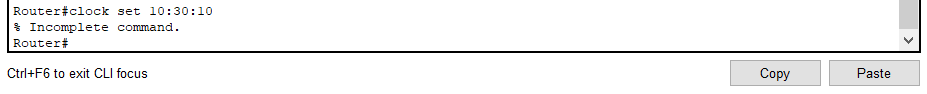 Router#clock set 10:30:10
% Incomplete command.
Router#
Ctrl+F6 to exit CLI focus
Copy
Paste